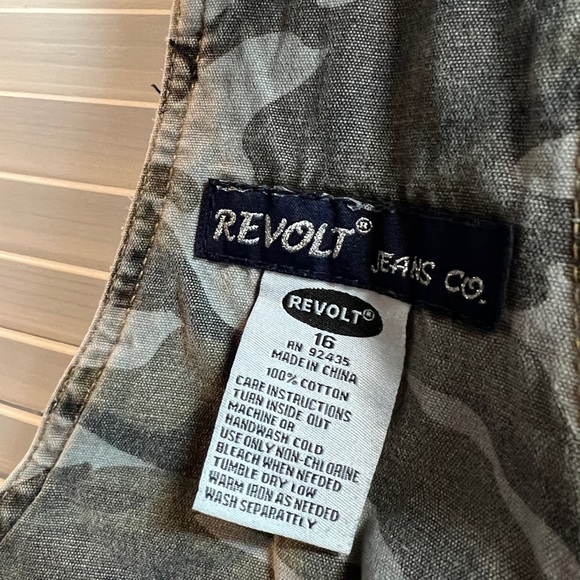 REVOLT® JEANS CO.
REVOLT®
16
RN 92435
MADE IN CHINA
100% COTTON
CARE INSTRUCTIONS
TURN INSIDE OUT
MACHINE OR
HANDWASH COLD
USE ONLY NON-CHLORINE
BLEACH WHEN NEEDED
TUMBLE DRY LOW
WARM IRON AS NEEDED
WASH SEPARATELY